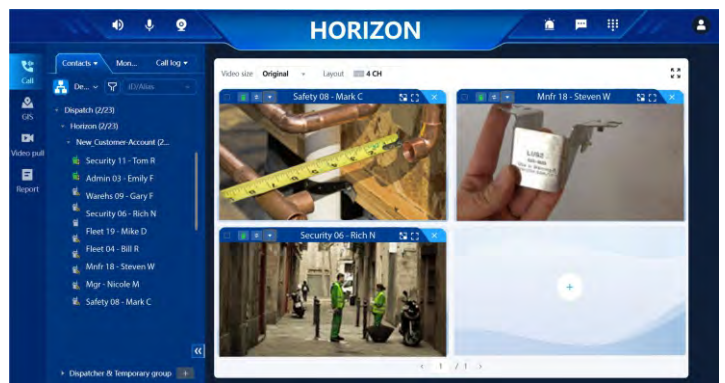 HORIZON
Contacts Mon... Call log
Call
De... ID/Alias
GIS
Video pull
Report
Dispatch (2/23)
Horizon (2/23)
New_Customer-Account (2...
Security 11 - Tom R
Admin 03 - Emily F
Warehs 09 - Gary F
Security 06 - Rich N
Fleet 19 - Mike D
Fleet 04 - Bill R
Mnfr 18 - Steven W
Mgr - Nicole M
Safety 08 - Mark C
Dispatcher & Temporary group +
Video size Original Layout 4 CH
Safety 08 - Mark C
Mnfr 18 - Steven W
Security 06 - Rich N
1 / 1